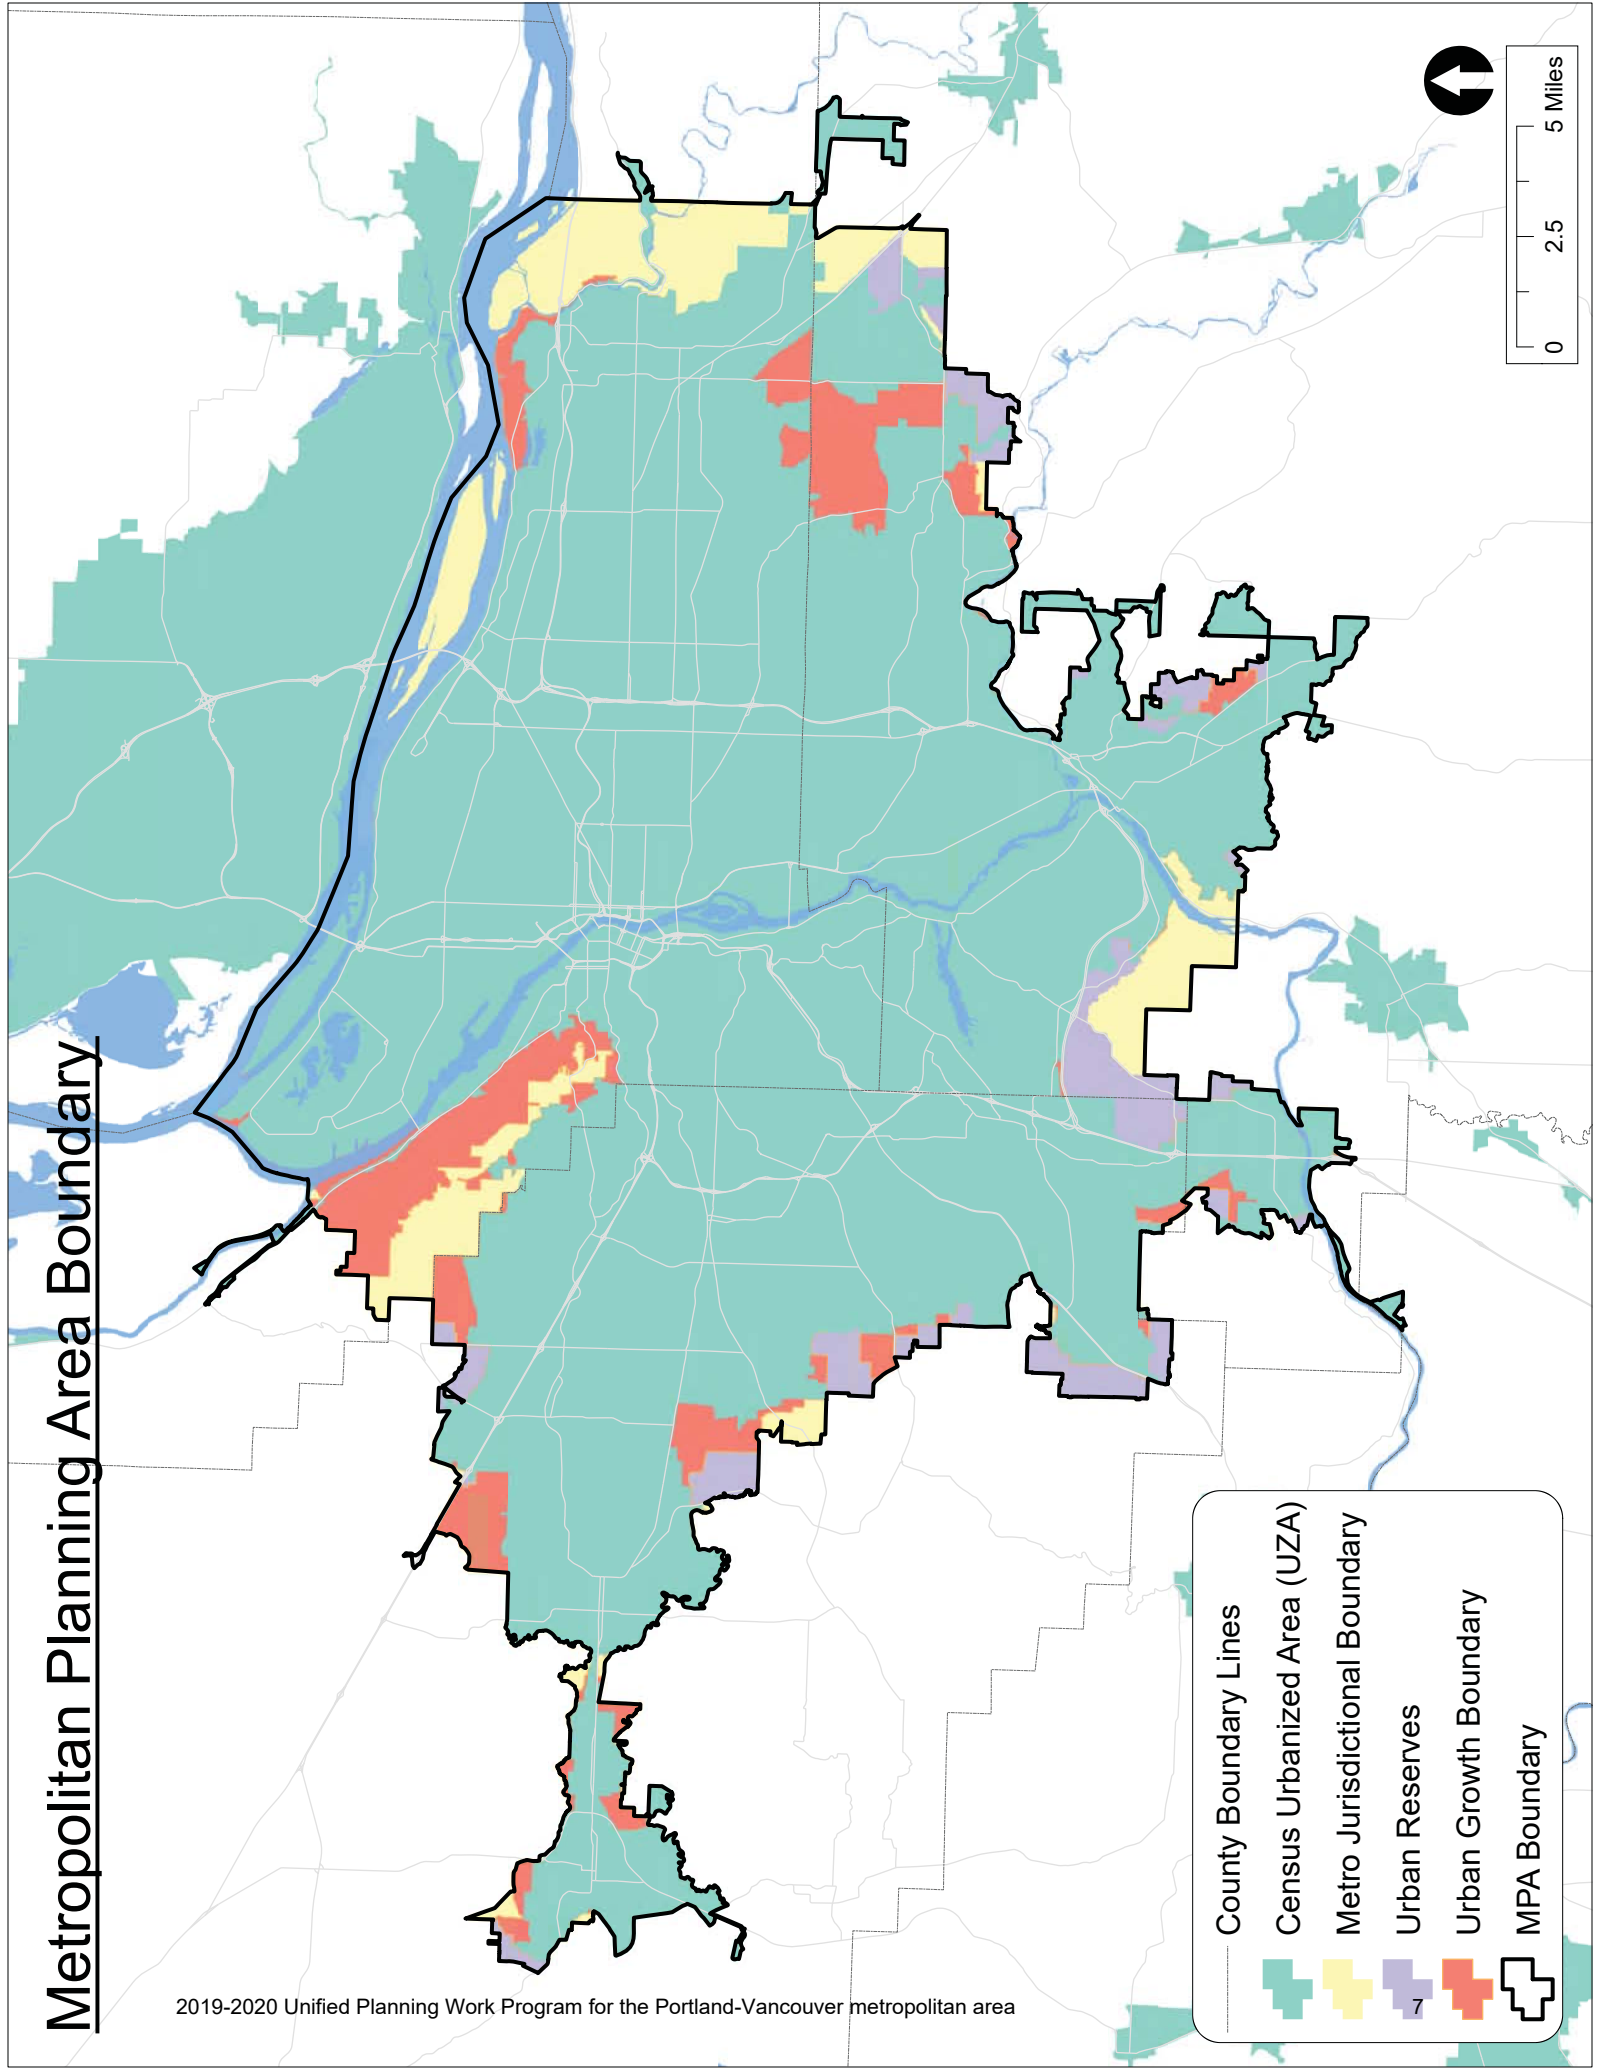 Metropolitan Planning Area Boundary
0 2.5 5 Miles
County Boundary Lines
Census Urbanized Area (UZA)
Metro Jurisdictional Boundary
Urban Reserves
Urban Growth Boundary
MPA Boundary
2019-2020 Unified Planning Work Program for the Portland-Vancouver metropolitan area
7